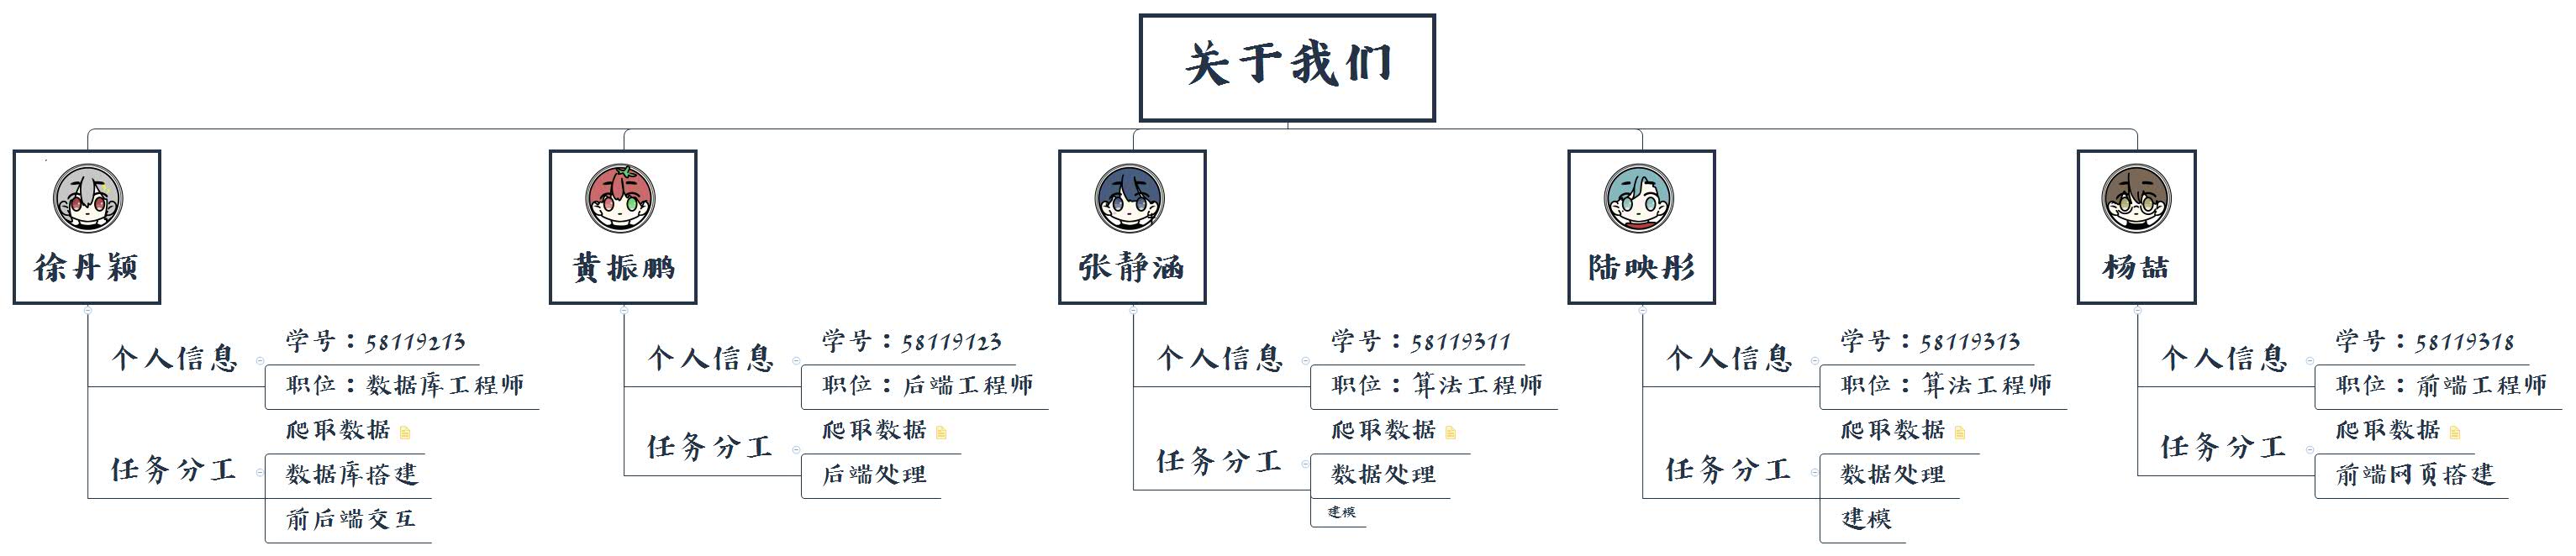 关于我们
徐丹颖
个人信息
学号：58119213
职位：数据库工程师
任务分工
爬取数据
数据库搭建
前后端交互
黄振鹏
个人信息
学号：58119123
职位：后端工程师
任务分工
爬取数据
后端处理
张静涵
个人信息
学号：58119311
职位：算法工程师
任务分工
爬取数据
数据处理
建模
陆映彤
个人信息
学号：58119313
职位：算法工程师
任务分工
爬取数据
数据处理
建模
杨喆
个人信息
学号：58119318
职位：前端工程师
任务分工
爬取数据
前端网页搭建